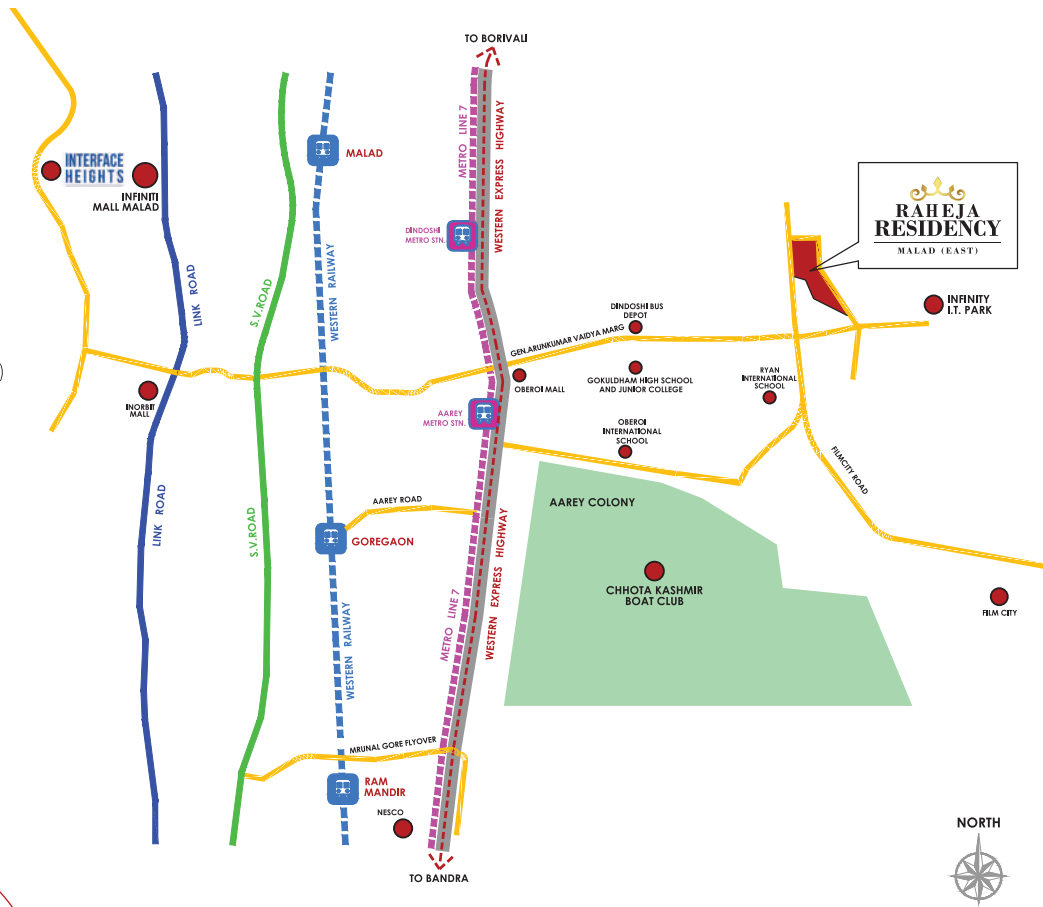 TO BORIVALI
METRO LINE 7
WESTERN EXPRESS HIGHWAY
MALAD
INTERFACE
HEIGHTS
INFINITI
MALL MALAD
RAHEJA
RESIDENCY
MALAD (EAST)
DINDOSHI
METRO STN.
LINK ROAD
S.V.ROAD
WESTERN RAILWAY
INFINITY
I.T. PARK
DINDOSHI BUS
DEPOT
GEN.ARUNKUMAR VAIDYA MARG
OBEROI MALL
GOKULDHAM HIGH SCHOOL
AND JUNIOR COLLEGE
RYAN
INTERNATIONAL
SCHOOL
INORBIT
MALL
AAREY
METRO STN.
OBEROI
INTERNATIONAL
SCHOOL
FILMCITY ROAD
AAREY ROAD
AAREY COLONY
LINK ROAD
S.V.ROAD
GOREGAON
WESTERN EXPRESS HIGHWAY
CHHOTA KASHMIR
BOAT CLUB
FILM CITY
METRO LINE 7
WESTERN RAILWAY
MRUNAL GORE FLYOVER
RAM
MANDIR
NESCO
NORTH
TO BANDRA